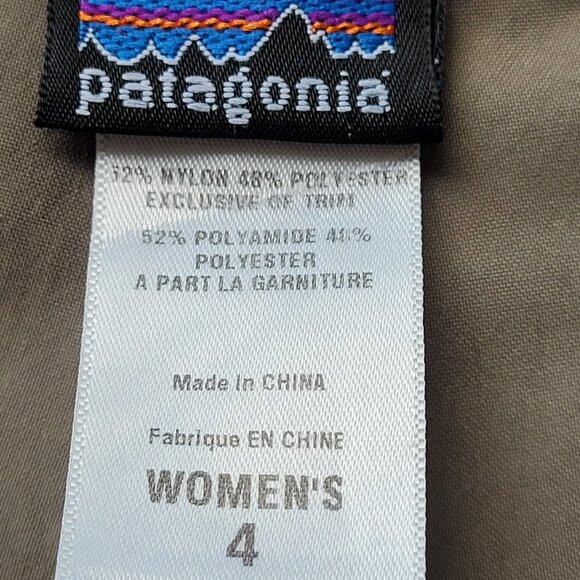 patagonia
52% NYLON 48% POLYESTER
EXCLUSIVE OF TRIM
52% POLYAMIDE 48%
POLYESTER
A PART LA GARNITURE
Made in CHINA
Fabrique EN CHINE
WOMEN'S
4